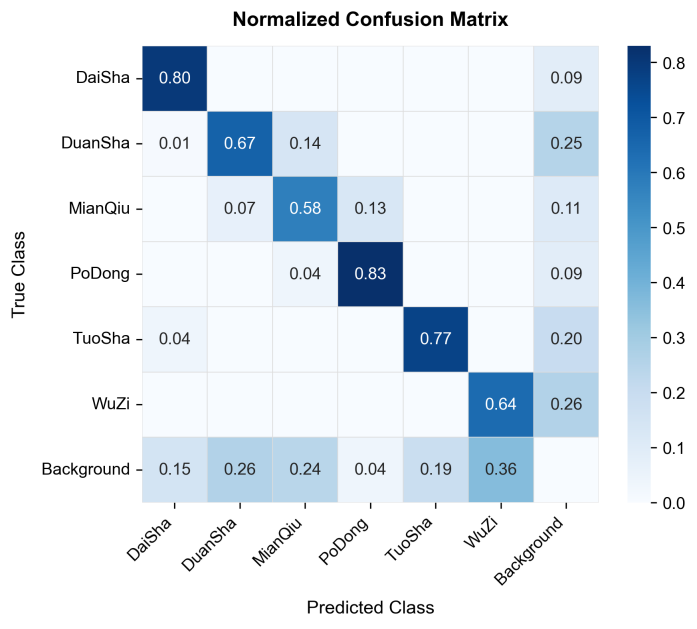 Normalized Confusion Matrix
DaiSha 0.80 0.09
DuanSha 0.01 0.67 0.14 0.25
MianQiu 0.07 0.58 0.13 0.11
PoDong 0.04 0.83 0.09
TuoSha 0.04 0.77 0.20
WuZi 0.64 0.26
Background 0.15 0.26 0.24 0.04 0.19 0.36
DaiSha DuanSha MianQiu PoDong TuoSha WuZi Background
Predicted Class
True Class
0.8
0.7
0.6
0.5
0.4
0.3
0.2
0.1
0.0